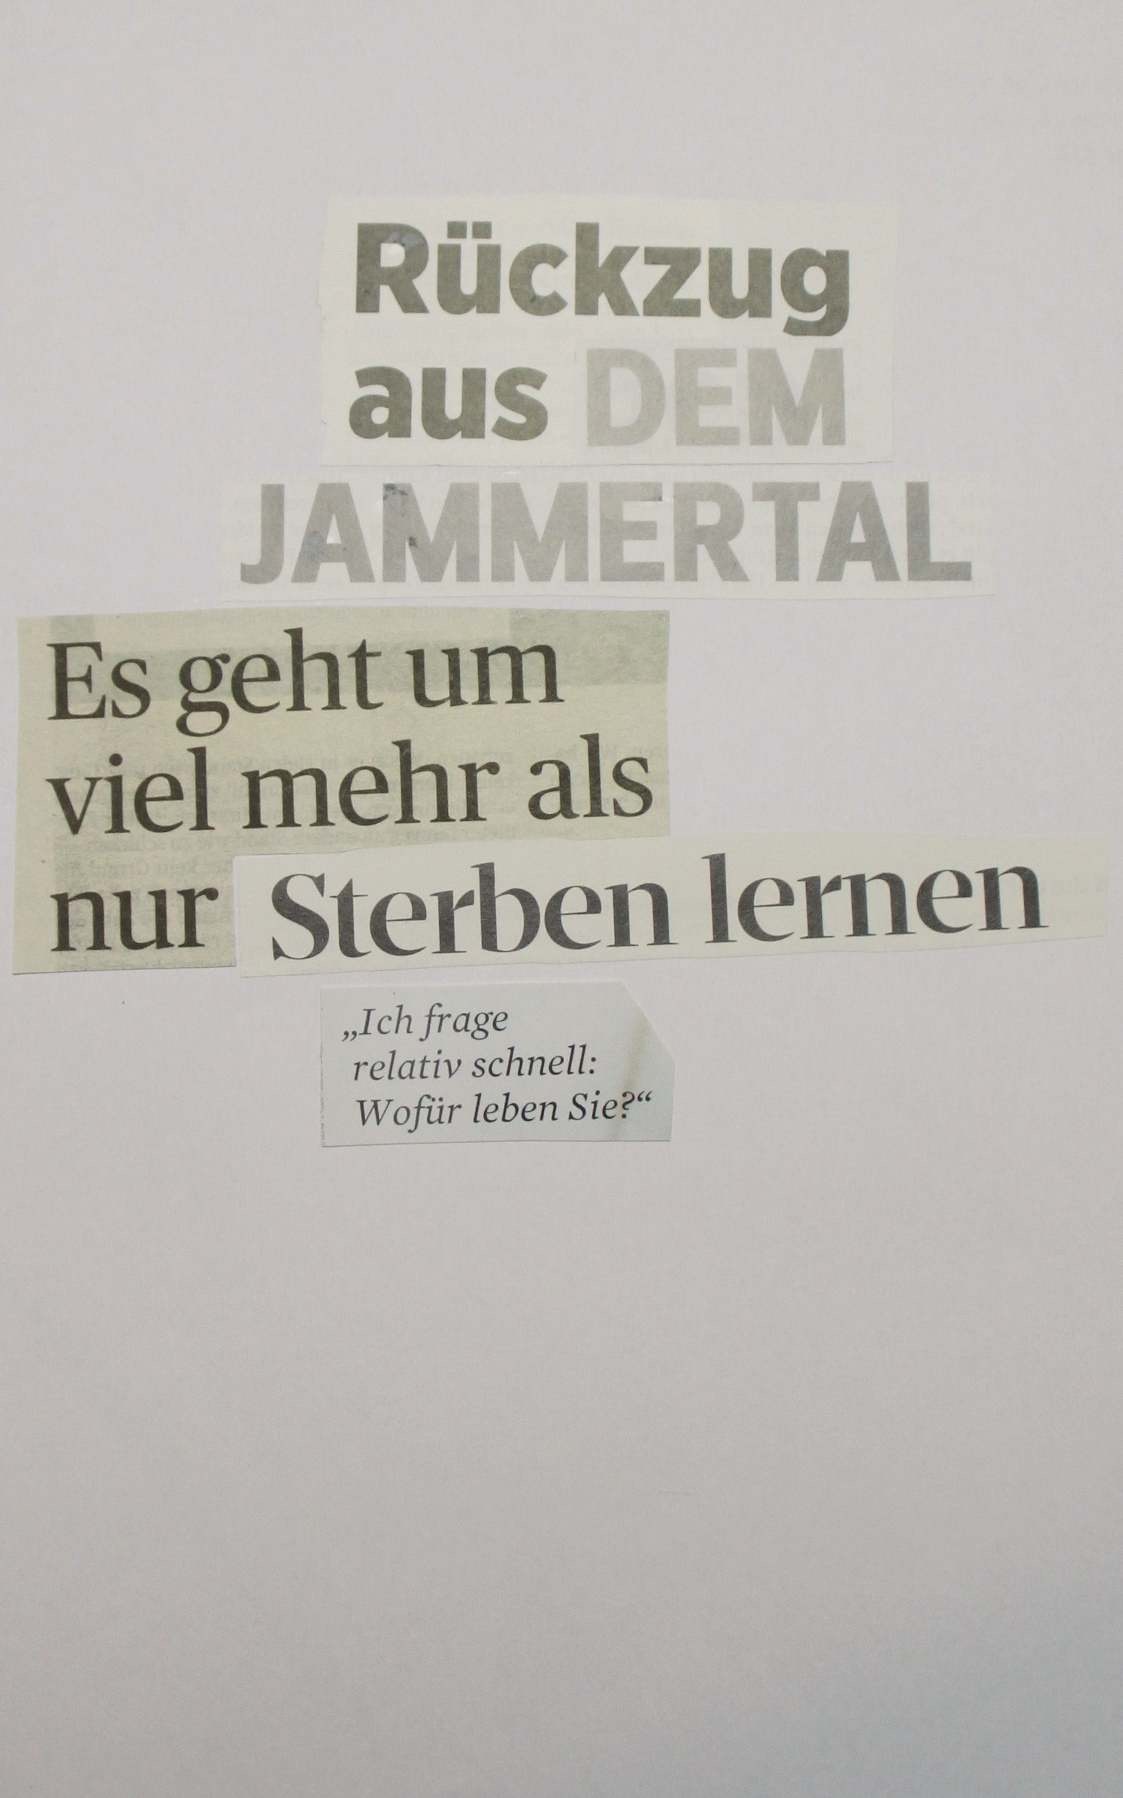 Rückzug
aus DEM
JAMMERTAL
Es geht um
viel mehr als
nur Sterben lernen
„Ich frage
relativ schnell:
Wofür leben Sie?“